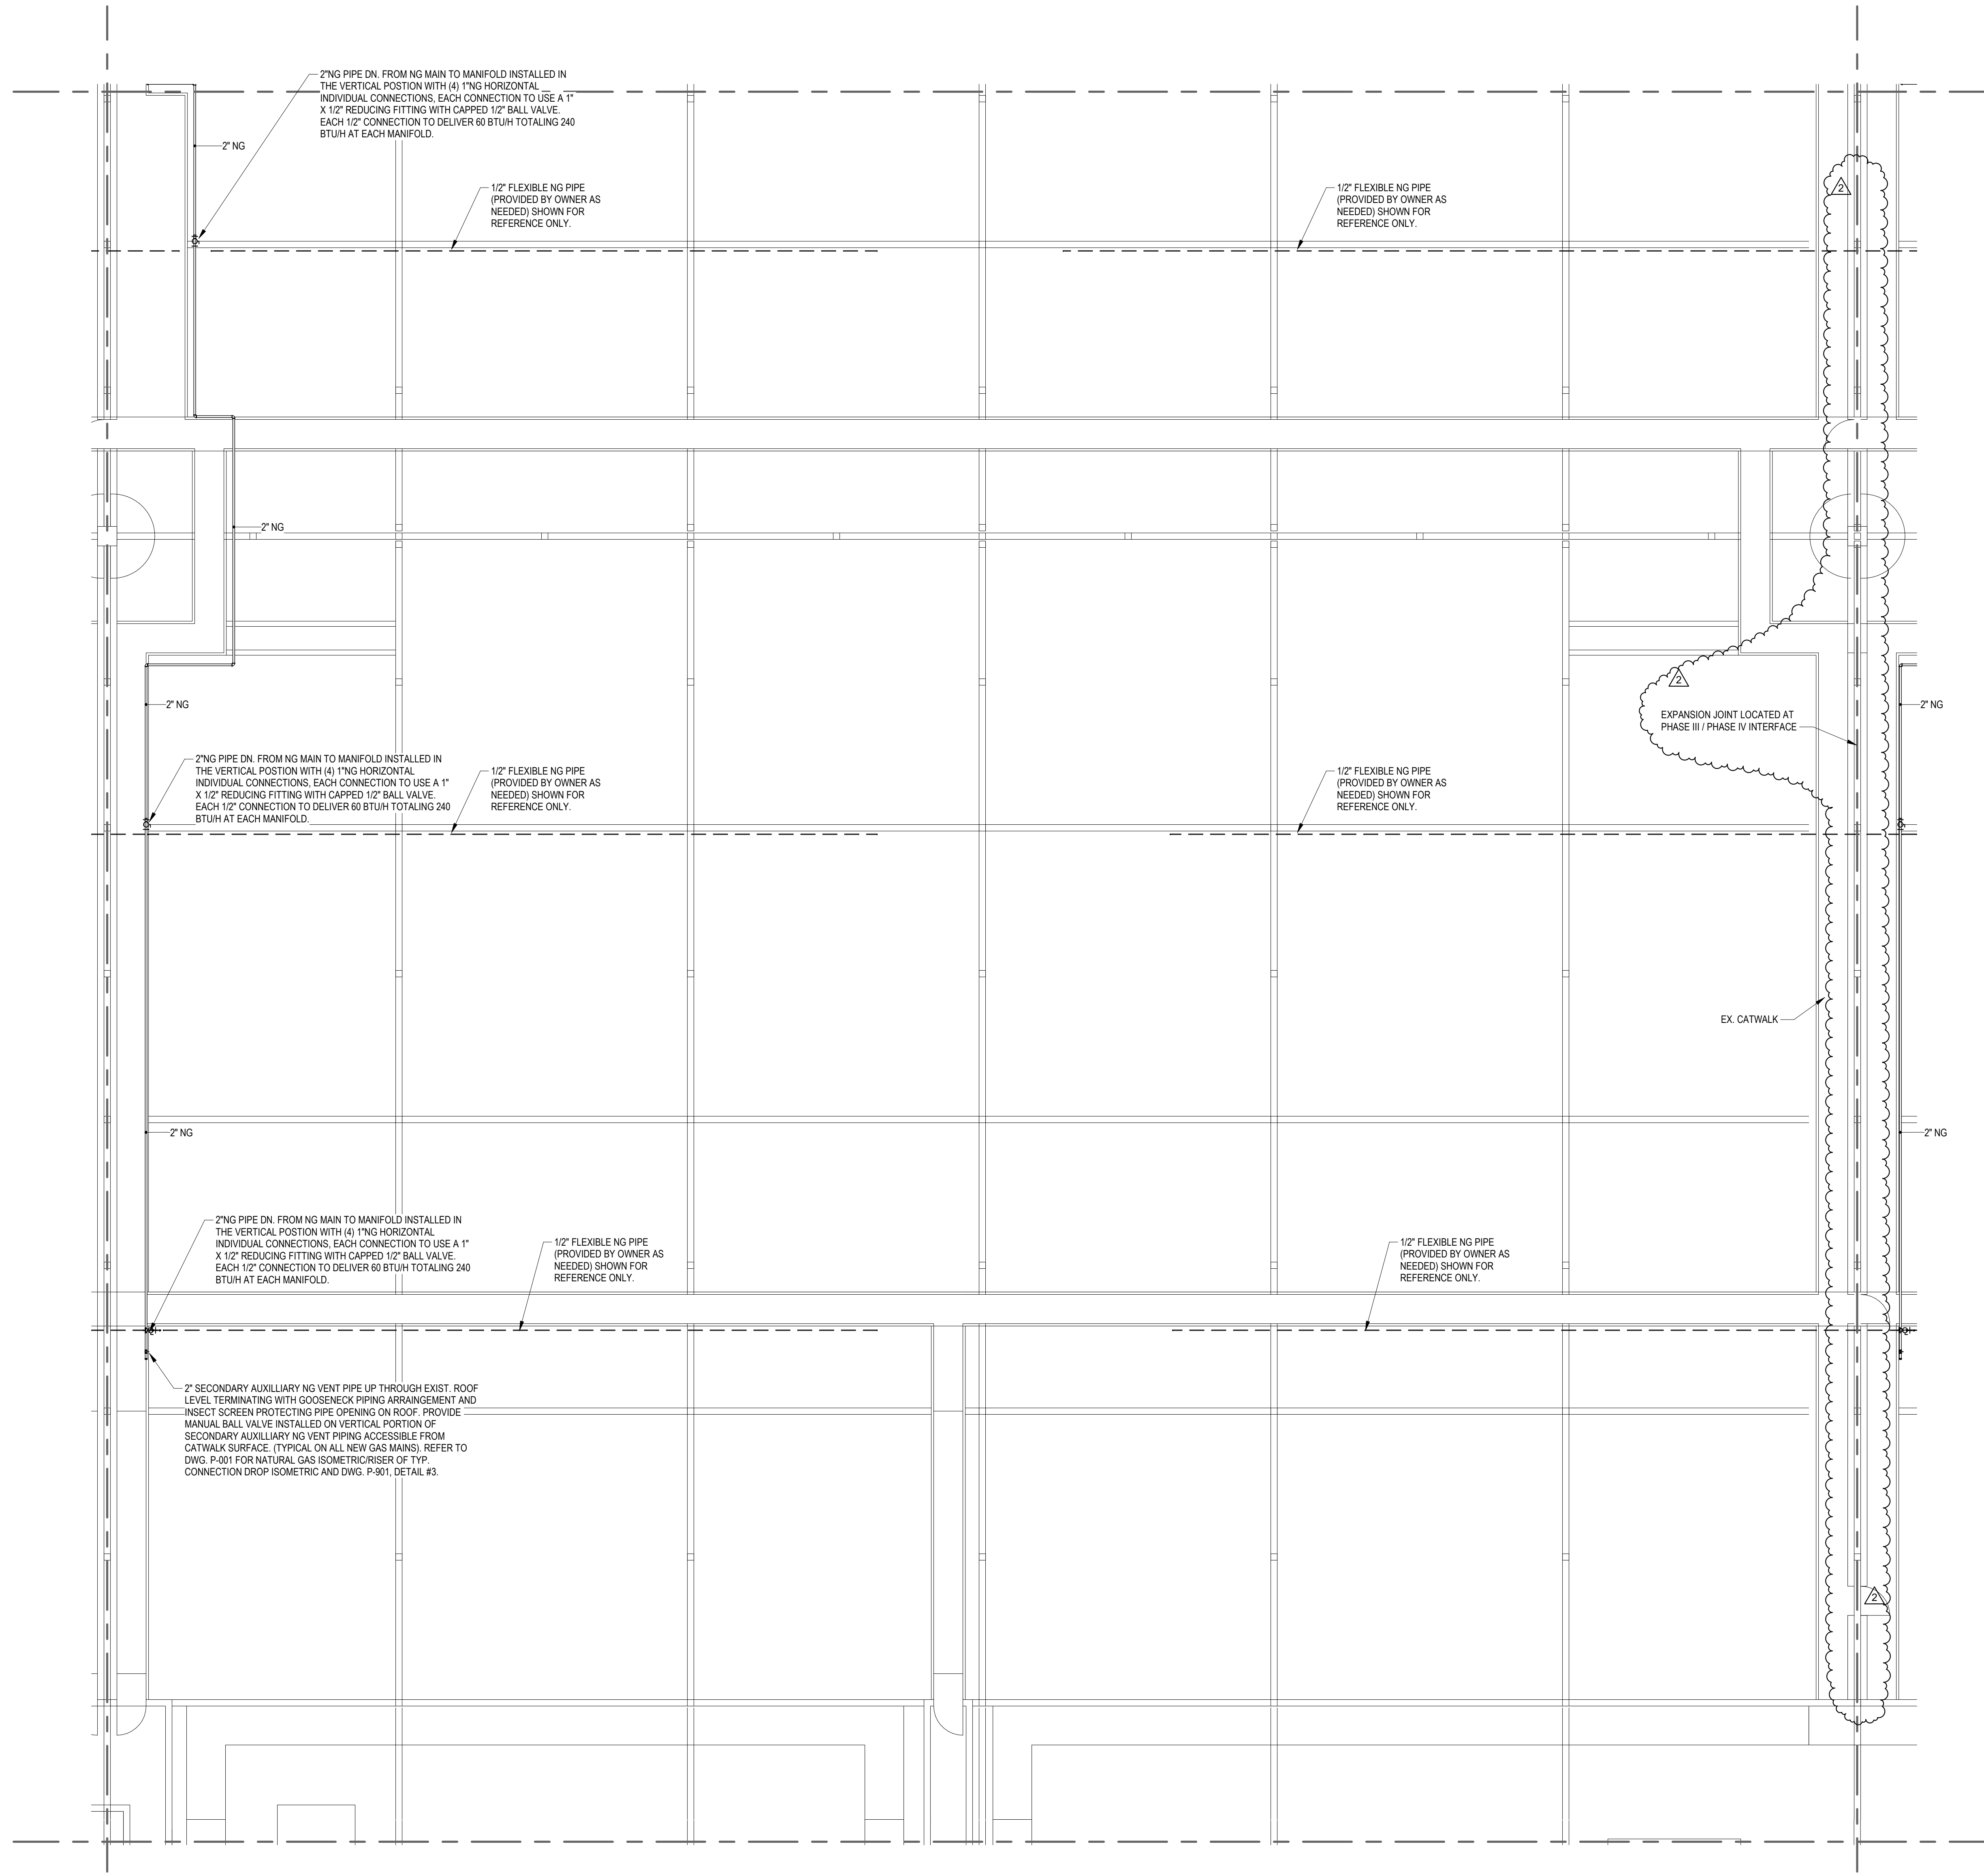 2"NG PIPE DN. FROM NG MAIN TO MANIFOLD INSTALLED IN
THE VERTICAL POSTION WITH (4) 1"NG HORIZONTAL
INDIVIDUAL CONNECTIONS, EACH CONNECTION TO USE A 1"
X 1/2" REDUCING FITTING WITH CAPPED 1/2" BALL VALVE.
EACH 1/2" CONNECTION TO DELIVER 60 BTU/H TOTALING 240
BTU/H AT EACH MANIFOLD.
2" NG
1/2" FLEXIBLE NG PIPE
(PROVIDED BY OWNER AS
NEEDED) SHOWN FOR
REFERENCE ONLY.
1/2" FLEXIBLE NG PIPE
(PROVIDED BY OWNER AS
NEEDED) SHOWN FOR
REFERENCE ONLY.
2
2" NG
2
2" NG
EXPANSION JOINT LOCATED AT
PHASE III / PHASE IV INTERFACE
2" NG
2"NG PIPE DN. FROM NG MAIN TO MANIFOLD INSTALLED IN
THE VERTICAL POSTION WITH (4) 1"NG HORIZONTAL
INDIVIDUAL CONNECTIONS, EACH CONNECTION TO USE A 1"
X 1/2" REDUCING FITTING WITH CAPPED 1/2" BALL VALVE.
EACH 1/2" CONNECTION TO DELIVER 60 BTU/H TOTALING 240
BTU/H AT EACH MANIFOLD.
1/2" FLEXIBLE NG PIPE
(PROVIDED BY OWNER AS
NEEDED) SHOWN FOR
REFERENCE ONLY.
1/2" FLEXIBLE NG PIPE
(PROVIDED BY OWNER AS
NEEDED) SHOWN FOR
REFERENCE ONLY.
EX. CATWALK
2" NG
2" NG
2"NG PIPE DN. FROM NG MAIN TO MANIFOLD INSTALLED IN
THE VERTICAL POSTION WITH (4) 1"NG HORIZONTAL
INDIVIDUAL CONNECTIONS, EACH CONNECTION TO USE A 1"
X 1/2" REDUCING FITTING WITH CAPPED 1/2" BALL VALVE.
EACH 1/2" CONNECTION TO DELIVER 60 BTU/H TOTALING 240
BTU/H AT EACH MANIFOLD.
1/2" FLEXIBLE NG PIPE
(PROVIDED BY OWNER AS
NEEDED) SHOWN FOR
REFERENCE ONLY.
1/2" FLEXIBLE NG PIPE
(PROVIDED BY OWNER AS
NEEDED) SHOWN FOR
REFERENCE ONLY.
2" SECONDARY AUXILLIARY NG VENT PIPE UP THROUGH EXIST. ROOF
LEVEL TERMINATING WITH GOOSENECK PIPING ARRAINGEMENT AND
INSECT SCREEN PROTECTING PIPE OPENING ON ROOF. PROVIDE
MANUAL BALL VALVE INSTALLED ON VERTICAL PORTION OF
SECONDARY AUXILLIARY NG VENT PIPING ACCESSIBLE FROM
CATWALK SURFACE. (TYPICAL ON ALL NEW GAS MAINS). REFER TO
DWG. P-001 FOR NATURAL GAS ISOMETRIC/RISER OF TYP.
CONNECTION DROP ISOMETRIC AND DWG. P-901, DETAIL #3.
2